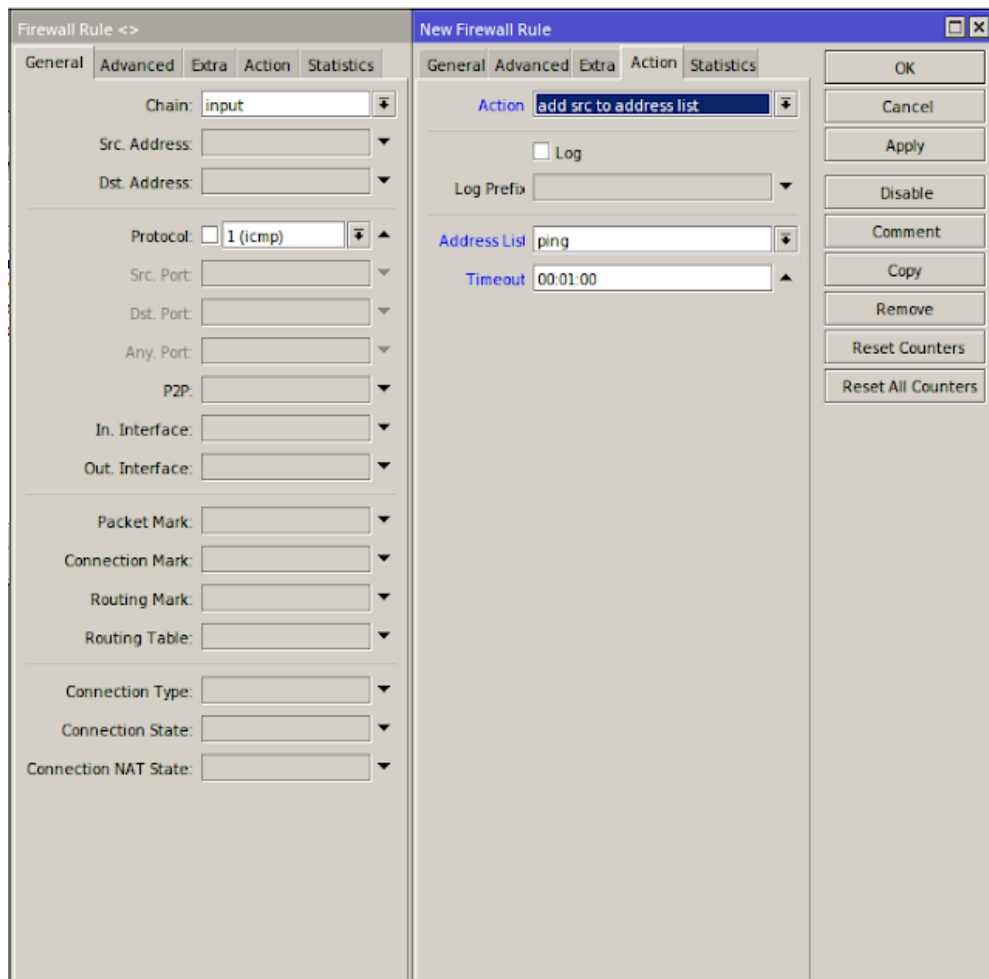 Firewall Rule <>
General Advanced Extra Action Statistics
Chain: input
Src. Address:
Dst. Address:
Protocol: 1 (icmp)
Src. Port:
Dst. Port:
Any. Port:
P2P:
In. Interface:
Out. Interface:
Packet Mark:
Connection Mark:
Routing Mark:
Routing Table:
Connection Type:
Connection State:
Connection NAT State:
New Firewall Rule
General Advanced Extra Action Statistics
Action add src to address list
Log
Log Prefix
Address List ping
Timeout 00:01:00
OK
Cancel
Apply
Disable
Comment
Copy
Remove
Reset Counters
Reset All Counters